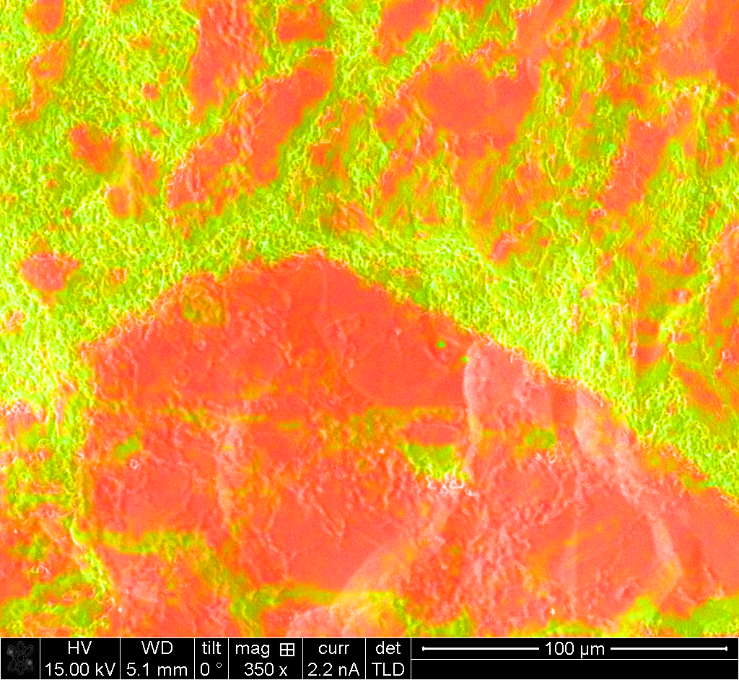 HV WD tilt mag ⊞ curr det
15.00 kV 5.1 mm 0 ° 350 x 2.2 nA TLD
100 µm